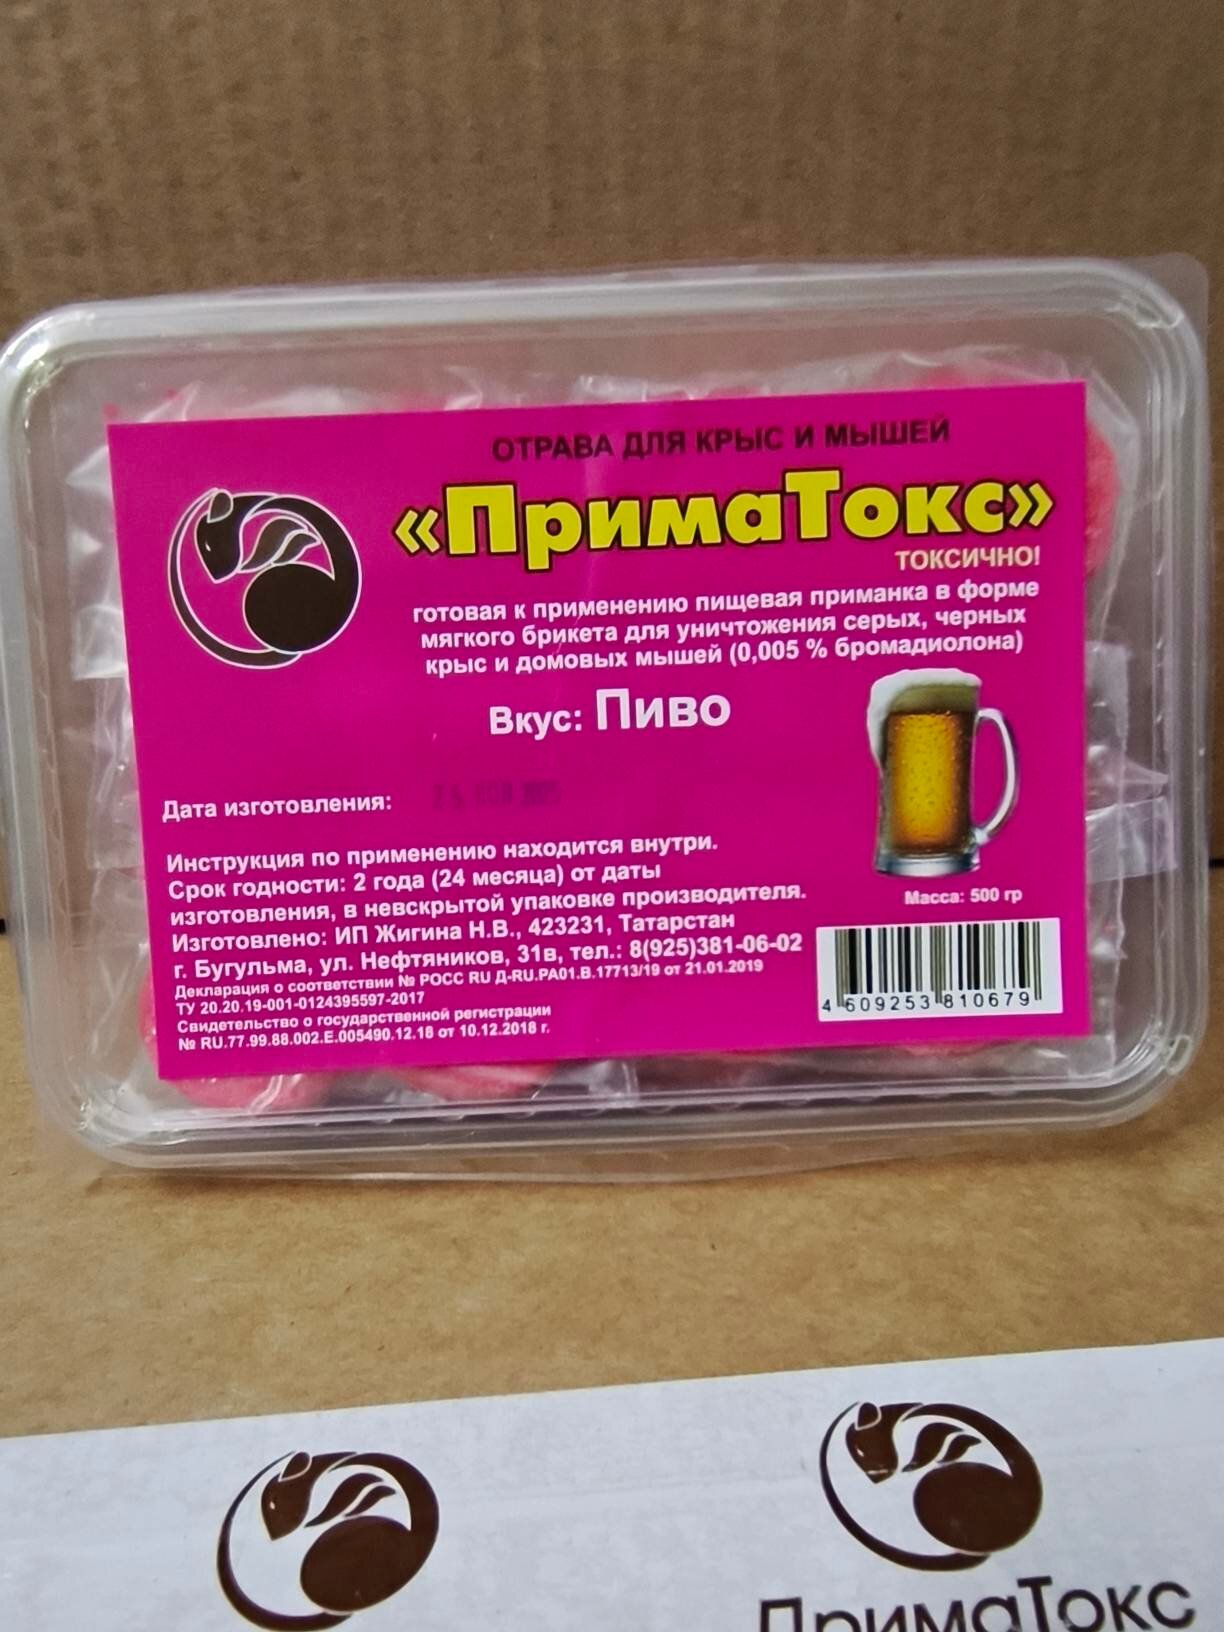 ОТРАВА ДЛЯ КРЫС И МЫШЕЙ
«ПримаТокс»
ТОКСИЧНО!
готовая к применению пищевая приманка в форме
мягкого брикета для уничтожения серых, черных
крыс и домовых мышей (0,005 % бромадиолона)
Вкус: Пиво
Дата изготовления:
Инструкция по применению находится внутри.
Срок годности: 2 года (24 месяца) от даты
изготовления, в невскрытой упаковке производителя.
Изготовлено: ИП Жигина Н.В., 423231, Татарстан
г. Бугульма, ул. Нефтяников, 31в, тел.: 8(925)381-06-02
Декларация о соответствии № РОСС RU Д-RU.РА01.В.17713/19 от 21.01.2019
ТУ 20.20.19-001-0124395597-2017
Свидетельство о государственной регистрации
№ RU.77.99.88.002.Е.005490.12.18 от 10.12.2018 г.
Масса: 500 гр
4 609253 810679
ПримаТокс